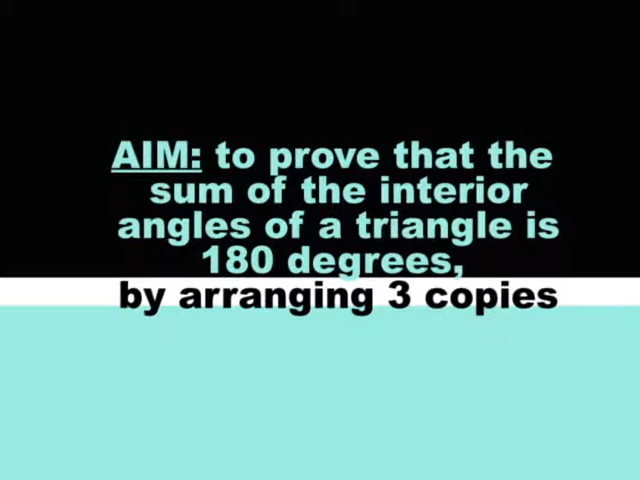 AIM: to prove that the
sum of the interior
angles of a triangle is
180 degrees,
by arranging 3 copies